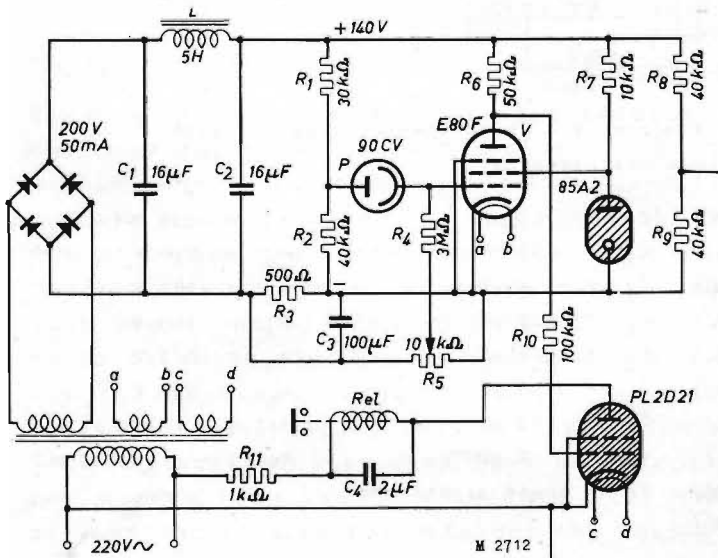 L
5H
+140V
R1
30kΩ
R6
50kΩ
R7
10kΩ
R8
40kΩ
200V
50mA
C1
16µF
C2
16µF
90CV
P
E80F
V
85A2
R2
40kΩ
R4
3MΩ
a
b
R9
40kΩ
500Ω
R3
−
C3
100µF
10 kΩ
R5
R10
100kΩ
a
b
c
d
Rel
PL2D21
R11
1kΩ
C4
2µF
c
d
220V~
M 2712